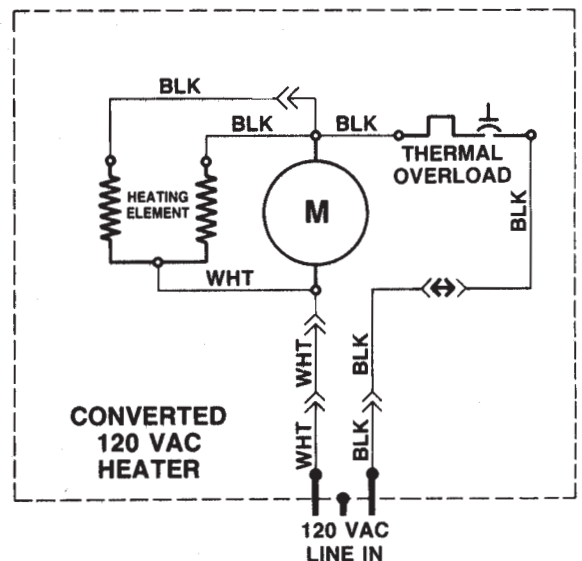 BLK
BLK
BLK
THERMAL
OVERLOAD
HEATING
ELEMENT
M
BLK
WHT
WHT
BLK
CONVERTED
120 VAC
HEATER
WHT
BLK
120 VAC
LINE IN